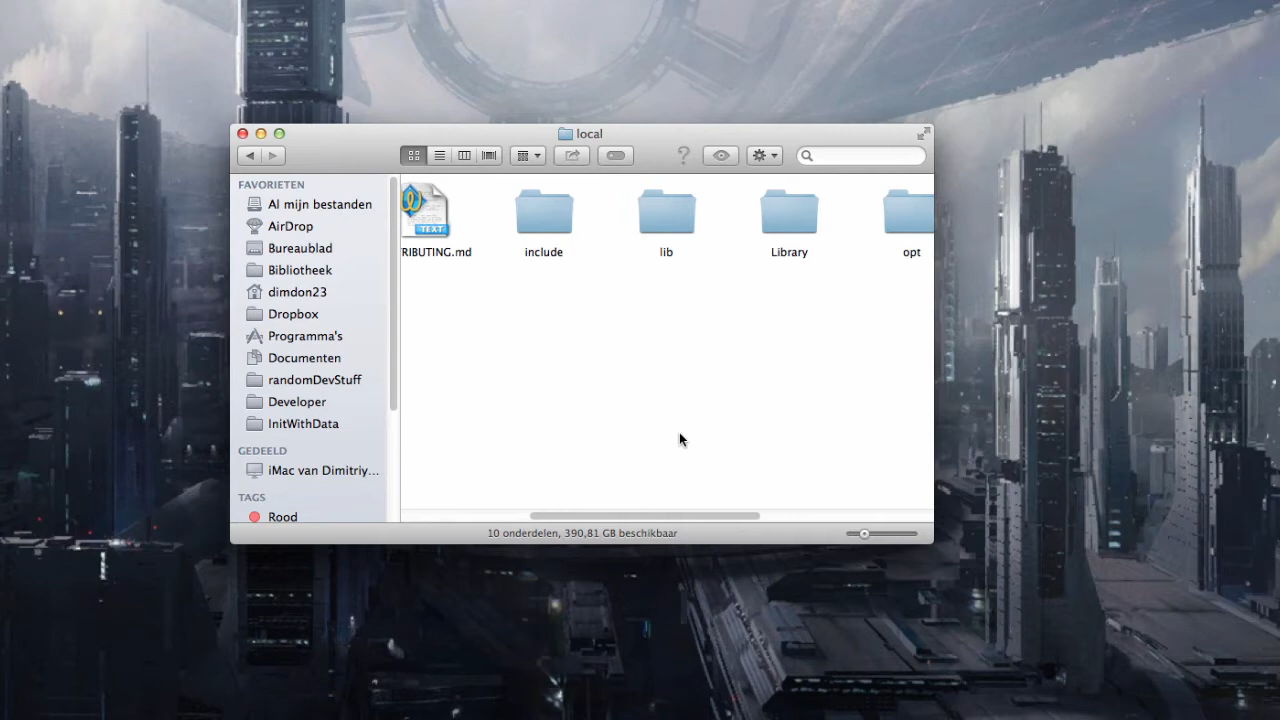 local
FAVORIETEN
Al mijn bestanden
AirDrop
Bureaublad
Bibliotheek
dimdon23
Dropbox
Programma's
Documenten
randomDevStuff
Developer
InitWithData
GEDEELD
iMac van Dimitriy...
TAGS
Rood
TEXT
RIBUTING.md
include
lib
Library
opt
10 onderdelen, 390,81 GB beschikbaar